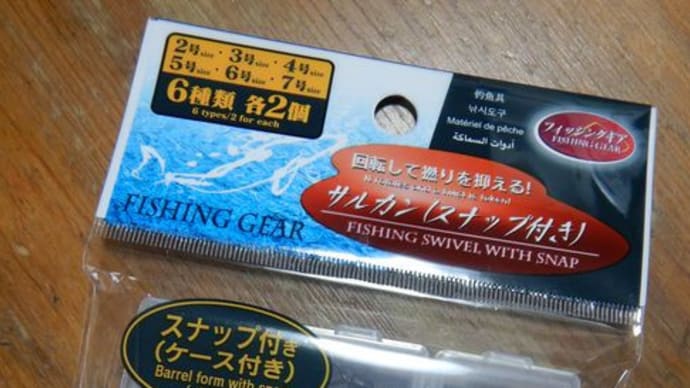 2号size・3号size・4号size
5号size・6号size・7号size
6種類 各2個
6 types/2 for each
FISHING GEAR
釣魚具
낚시도구
Matériel de pêche
أدوات السماكة
フィッシングギア
FISHING GEAR
回転して撚りを抑える!
サルカン(スナップ付き)
FISHING SWIVEL WITH SNAP
スナップ付き
(ケース付き)
Barrel form with